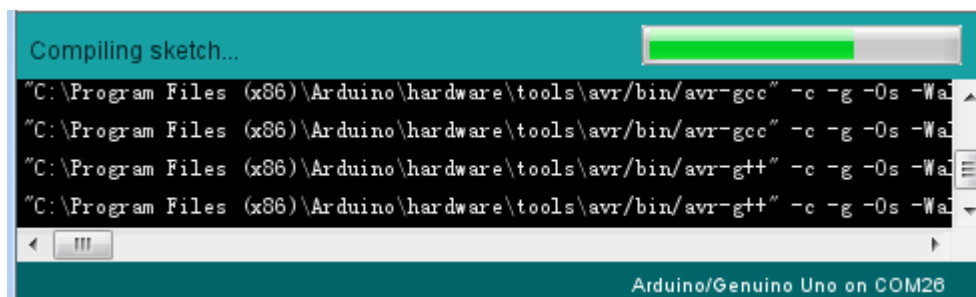 Compiling sketch...
"C:\Program Files (x86)\Arduino\hardware\tools\avr/bin/avr-gcc" -c -g -Os -Wal
"C:\Program Files (x86)\Arduino\hardware\tools\avr/bin/avr-gcc" -c -g -Os -Wal
"C:\Program Files (x86)\Arduino\hardware\tools\avr/bin/avr-g++" -c -g -Os -Wal
"C:\Program Files (x86)\Arduino\hardware\tools\avr/bin/avr-g++" -c -g -Os -Wal
Arduino/Genuino Uno on COM26